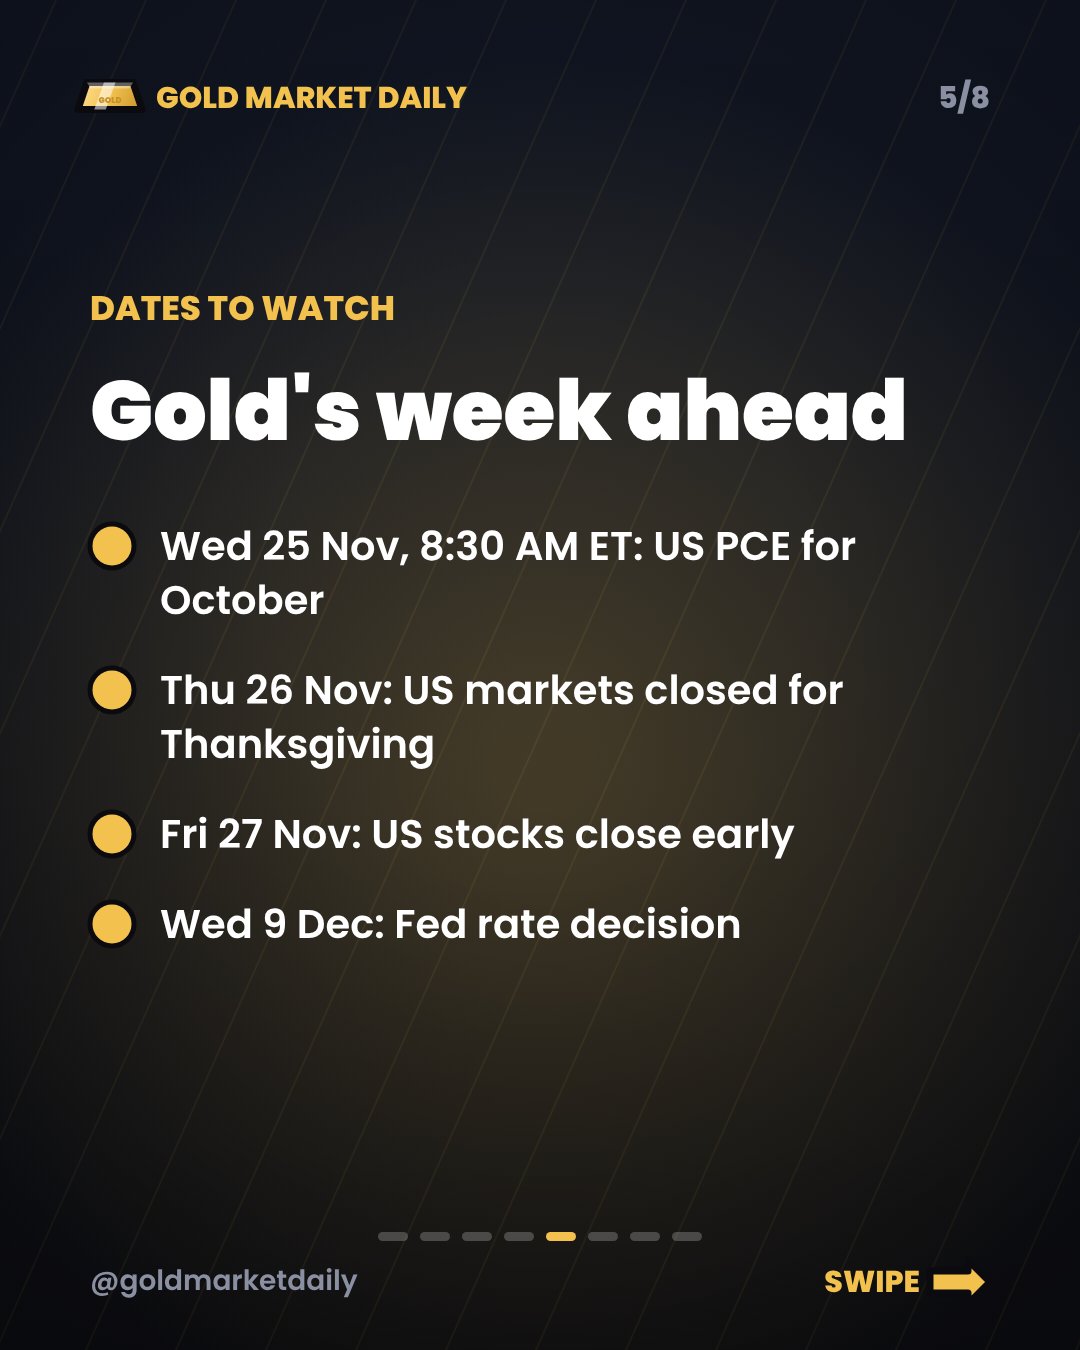 GOLD
GOLD MARKET DAILY
5/8
DATES TO WATCH
Gold's week ahead
Wed 25 Nov, 8:30 AM ET: US PCE for
October
Thu 26 Nov: US markets closed for
Thanksgiving
Fri 27 Nov: US stocks close early
Wed 9 Dec: Fed rate decision
@goldmarketdaily
SWIPE